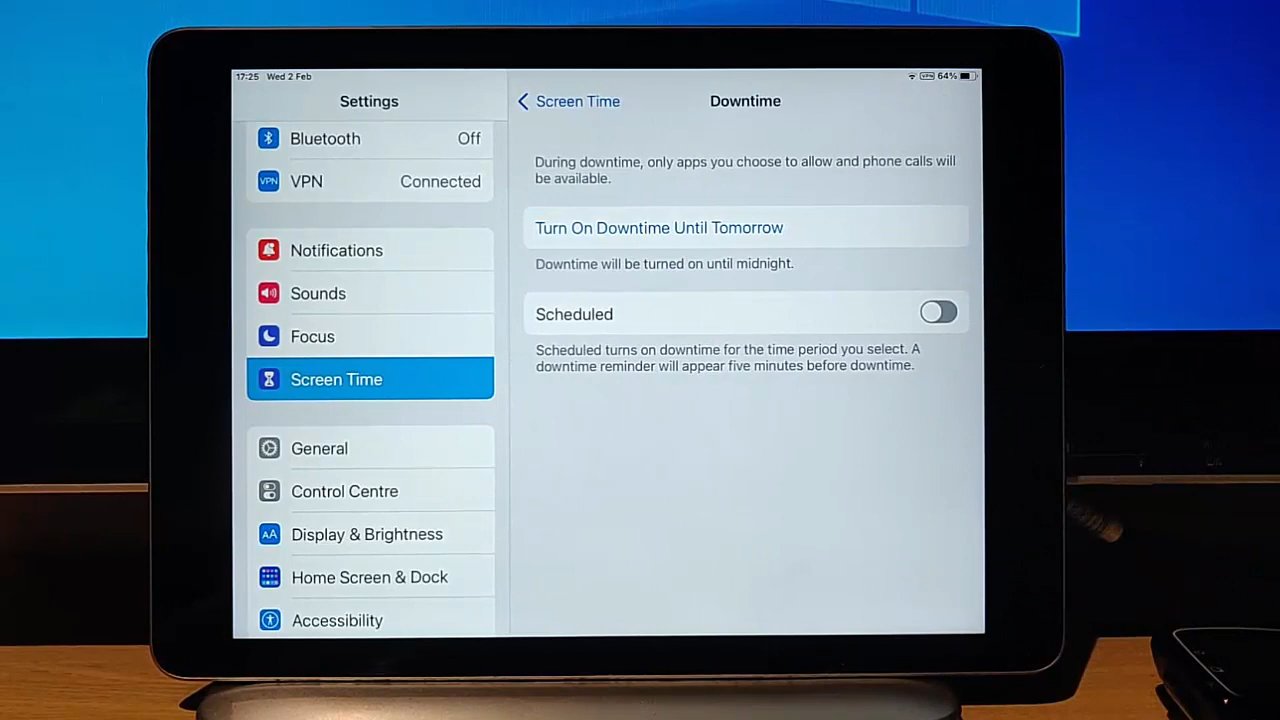 17:25 Wed 2 Feb
VPN 64%
Settings
Bluetooth Off
VPN VPN Connected
Notifications
Sounds
Focus
Screen Time
General
Control Centre
AA Display & Brightness
Home Screen & Dock
Accessibility
Screen Time
Downtime
During downtime, only apps you choose to allow and phone calls will
be available.
Turn On Downtime Until Tomorrow
Downtime will be turned on until midnight.
Scheduled
Scheduled turns on downtime for the time period you select. A
downtime reminder will appear five minutes before downtime.